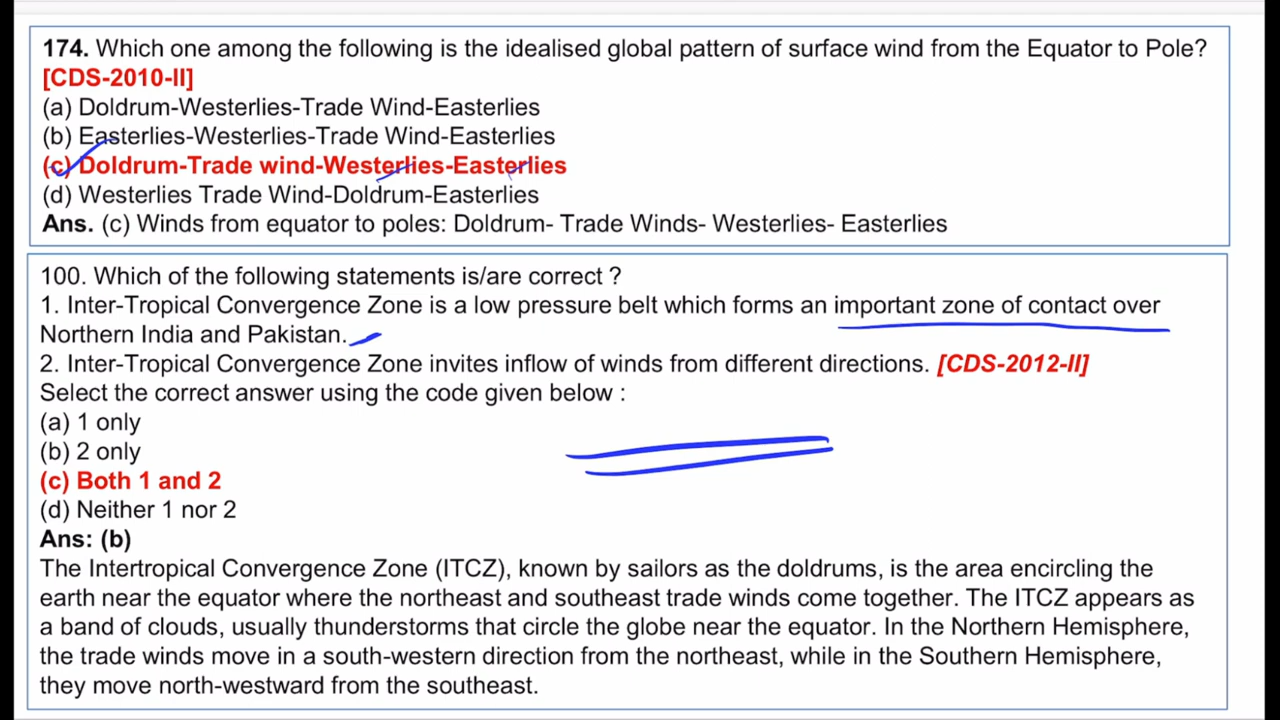 174. Which one among the following is the idealised global pattern of surface wind from the Equator to Pole?
[CDS-2010-II]
(a) Doldrum-Westerlies-Trade Wind-Easterlies
(b) Easterlies-Westerlies-Trade Wind-Easterlies
(c) Doldrum-Trade wind-Westerlies-Easterlies
(d) Westerlies Trade Wind-Doldrum-Easterlies
Ans. (c) Winds from equator to poles: Doldrum- Trade Winds- Westerlies- Easterlies
100. Which of the following statements is/are correct ?
1. Inter-Tropical Convergence Zone is a low pressure belt which forms an important zone of contact over
Northern India and Pakistan.
2. Inter-Tropical Convergence Zone invites inflow of winds from different directions. [CDS-2012-II]
Select the correct answer using the code given below :
(a) 1 only
(b) 2 only
(c) Both 1 and 2
(d) Neither 1 nor 2
Ans: (b)
The Intertropical Convergence Zone (ITCZ), known by sailors as the doldrums, is the area encircling the
earth near the equator where the northeast and southeast trade winds come together. The ITCZ appears as
a band of clouds, usually thunderstorms that circle the globe near the equator. In the Northern Hemisphere,
the trade winds move in a south-western direction from the northeast, while in the Southern Hemisphere,
they move north-westward from the southeast.